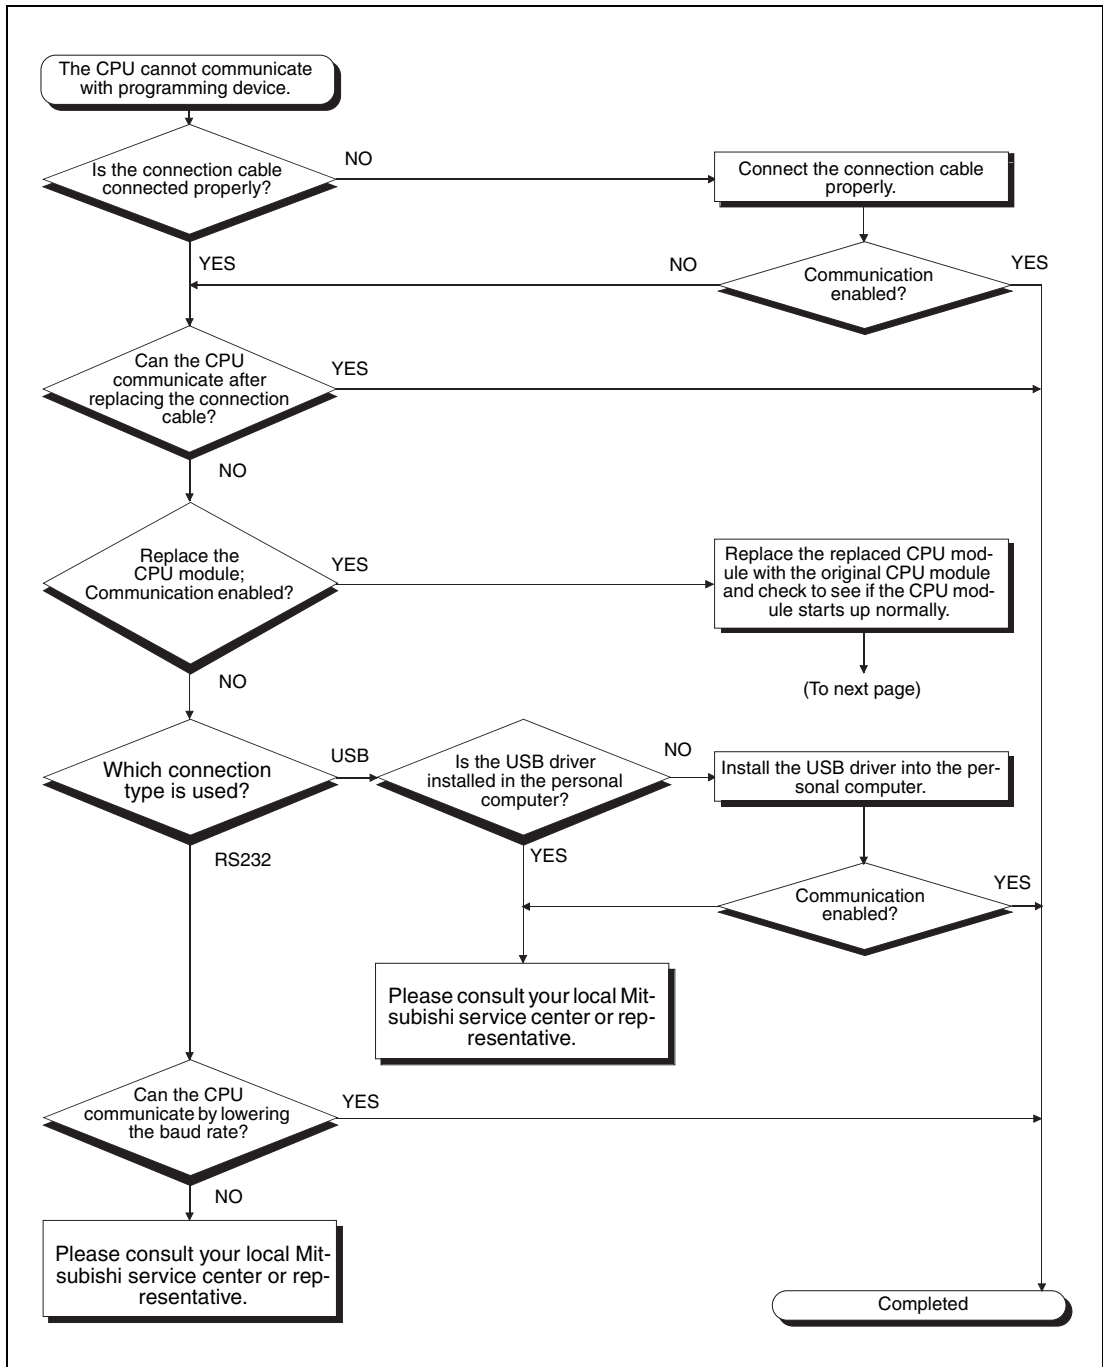 The CPU cannot communicate
with programming device.
Is the connection cable
connected properly?
NO
Connect the connection cable
properly.
YES
NO
Communication
enabled?
YES
Can the CPU
communicate after
replacing the connection
cable?
YES
NO
Replace the
CPU module;
Communication enabled?
YES
Replace the replaced CPU mod-
ule with the original CPU module
and check to see if the CPU mod-
ule starts up normally.
NO
(To next page)
Which connection
type is used?
USB
Is the USB driver
installed in the personal
computer?
NO
Install the USB driver into the per-
sonal computer.
RS232
YES
Communication
enabled?
YES
Please consult your local Mit-
subishi service center or rep-
resentative.
Can the CPU
communicate by lowering
the baud rate?
YES
NO
Please consult your local Mit-
subishi service center or rep-
resentative.
Completed